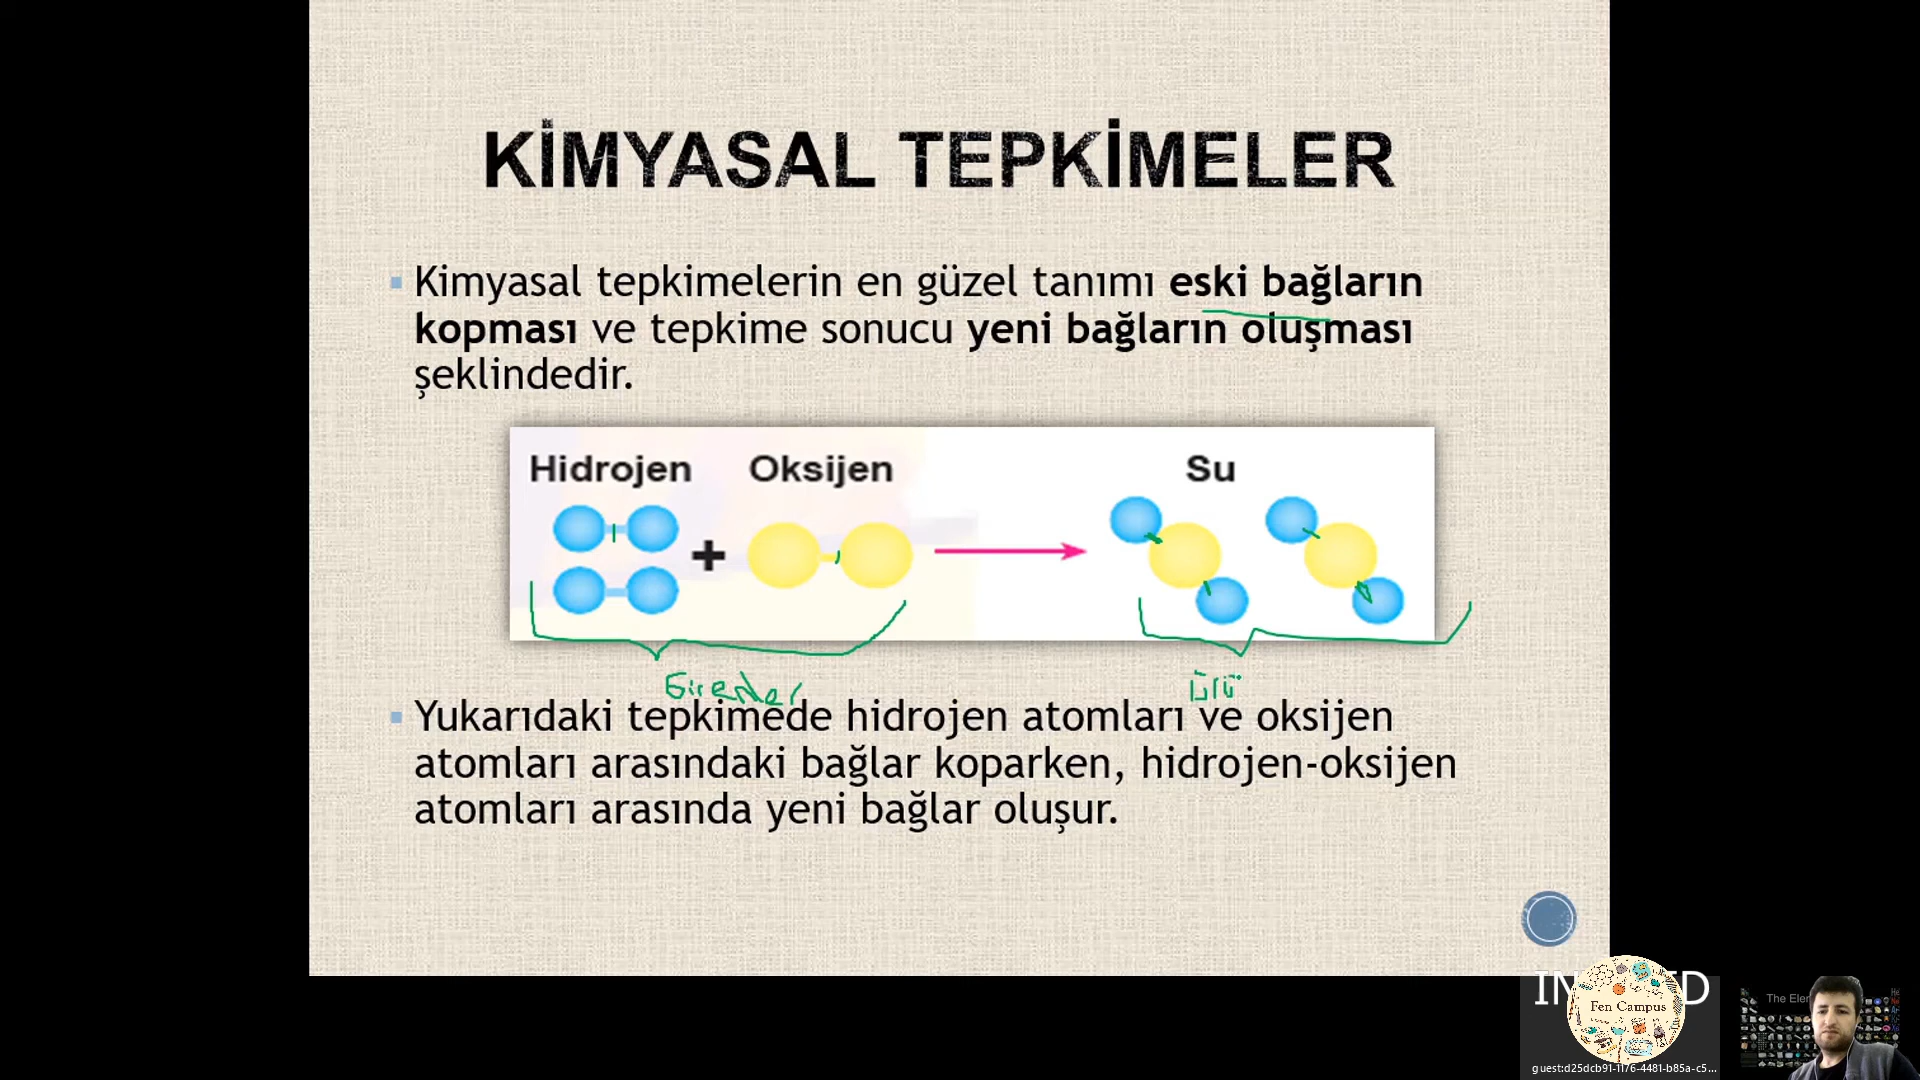 KİMYASAL TEPKİMELER
Kimyasal tepkimelerin en güzel tanımı eski bağların
kopması ve tepkime sonucu yeni bağların oluşması
şeklindedir.
Hidrojen Oksijen Su
+
Girenler Ürü
Yukarıdaki tepkimede hidrojen atomları ve oksijen
atomları arasındaki bağlar koparken, hidrojen-oksijen
atomları arasında yeni bağlar oluşur.
Fen Campus
The
guest:d25dcb91-1176-4481-b85a-c5...